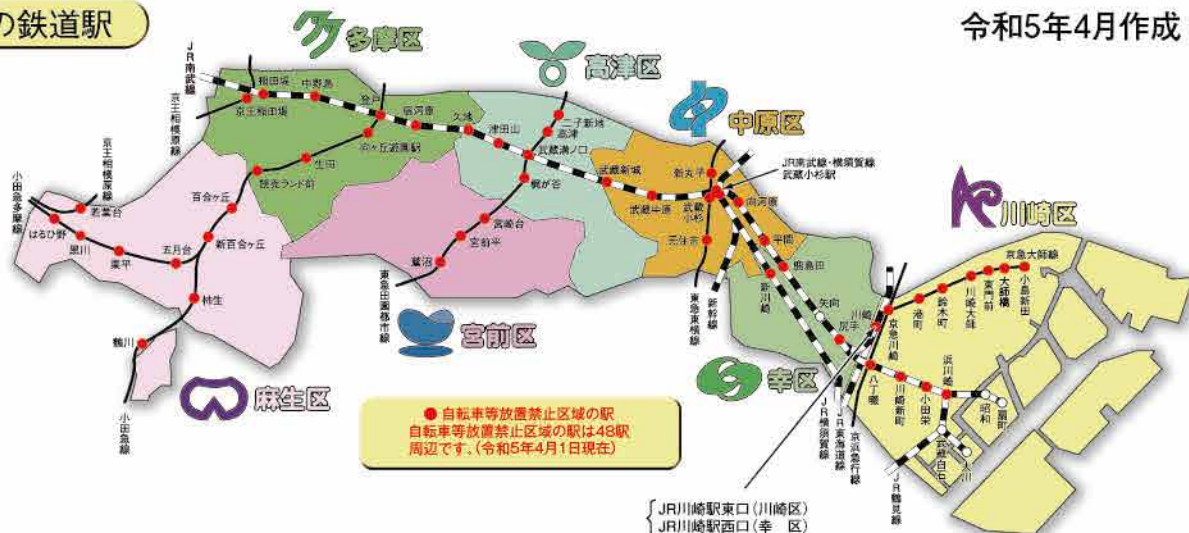 の鉄道駅
令和5年4月作成
多摩区
高津区
中原区
川崎区
宮前区
麻生区
幸区
JR南武線
京王相模原線
稲田堤
京王稲田堤
中野島
登戸
宿河原
久地
向ヶ丘遊園駅
生田
読売ランド前
津田山
二子新地
高津
武蔵溝ノ口
梶が谷
宮崎台
宮前平
鷺沼
東急田園都市線
京王相模原線
小田急多摩線
若葉台
はるひ野
黒川
栗平
五月台
百合ヶ丘
新百合ヶ丘
柿生
鶴川
小田急線
武蔵新城
武蔵中原
新丸子
武蔵
小杉
元住吉
向河原
平間
JR南武線・横須賀線
武蔵小杉駅
東急東横線
新幹線
鹿島田
新川崎
矢向
尻手
川崎
京急川崎
港町
鈴木町
川崎大師
東門前
大師橋
小島新田
京急大師線
八丁畷
川崎新町
小田栄
浜川崎
昭和
扇町
武蔵白石
大川
JR横須賀線
JR東海道線
京浜急行線
JR鶴見線
● 自転車等放置禁止区域の駅
自転車等放置禁止区域の駅は48駅
周辺です。(令和5年4月1日現在)
JR川崎駅東口(川崎区)
JR川崎駅西口(幸　区)